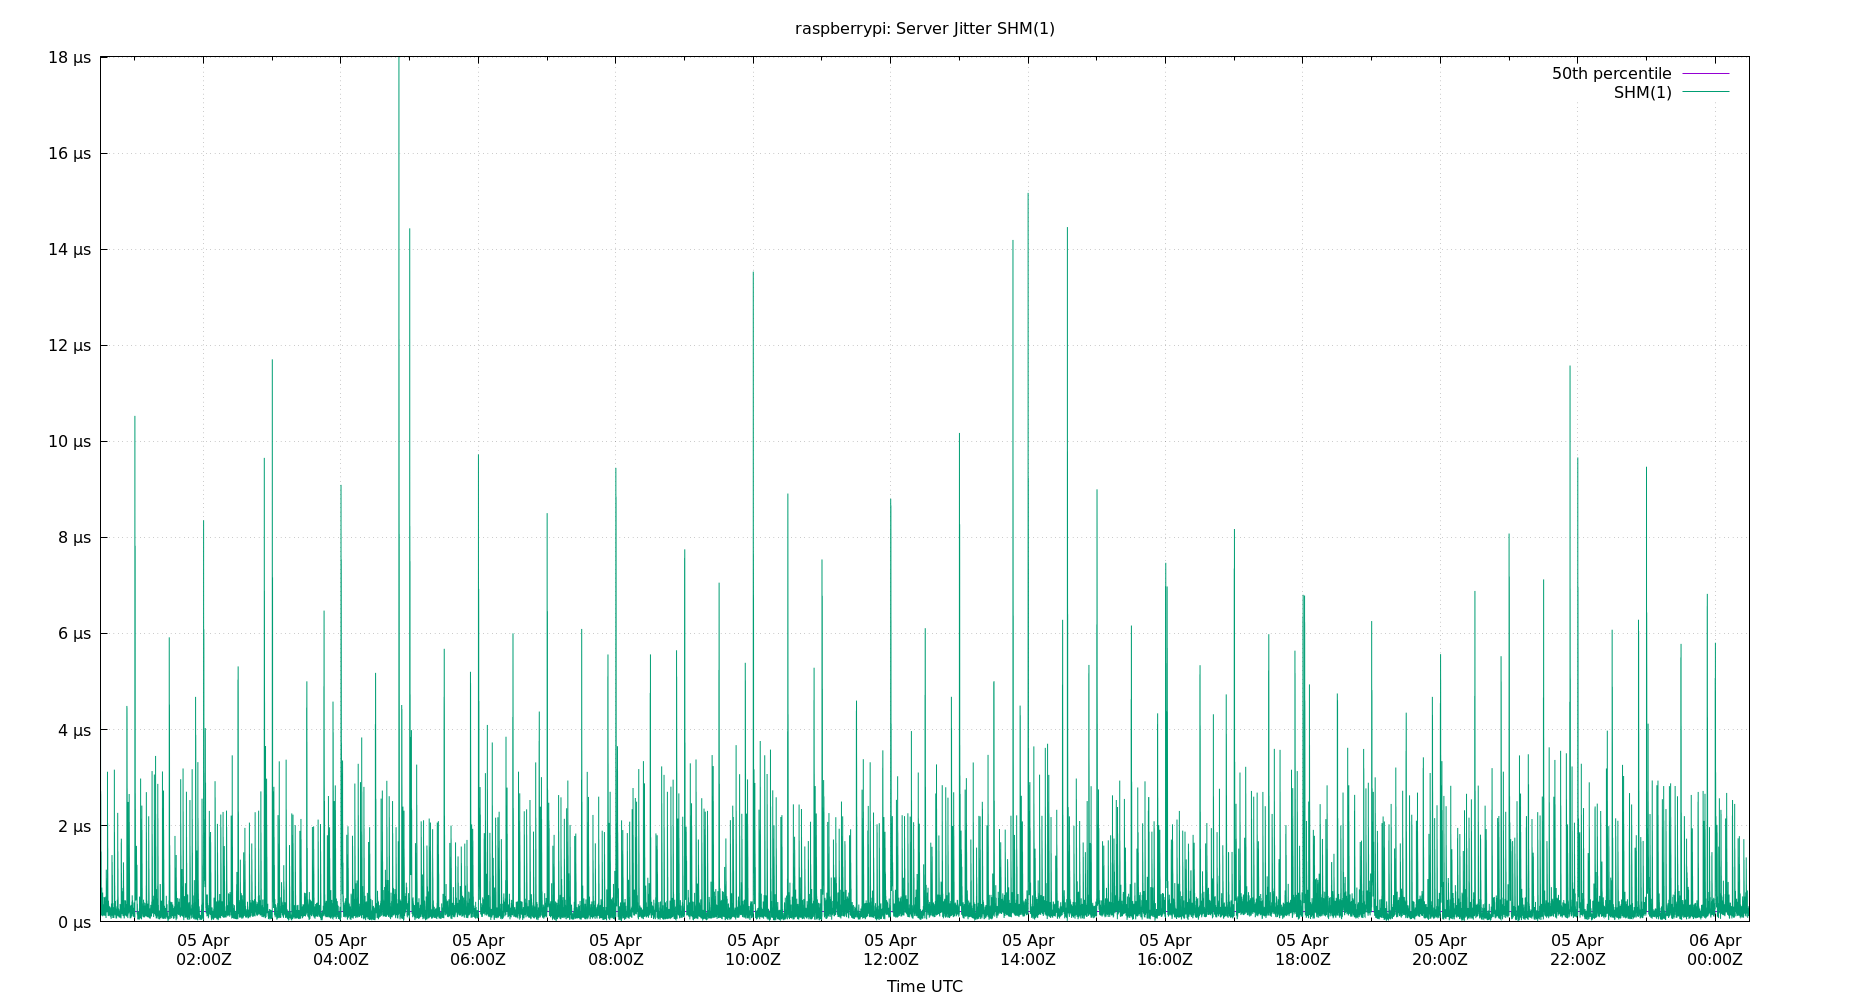 raspberrypi: Server Jitter SHM(1)
50th percentile
SHM(1)
18 µs
16 µs
14 µs
12 µs
10 µs
8 µs
6 µs
4 µs
2 µs
0 µs
05 Apr 05 Apr 05 Apr 05 Apr 05 Apr 05 Apr 05 Apr 05 Apr 05 Apr 05 Apr 05 Apr 06 Apr
02:00Z 04:00Z 06:00Z 08:00Z 10:00Z 12:00Z 14:00Z 16:00Z 18:00Z 20:00Z 22:00Z 00:00Z
Time UTC